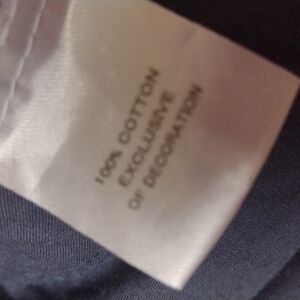 100% COTTON
EXCLUSIVE
OF DECORATION